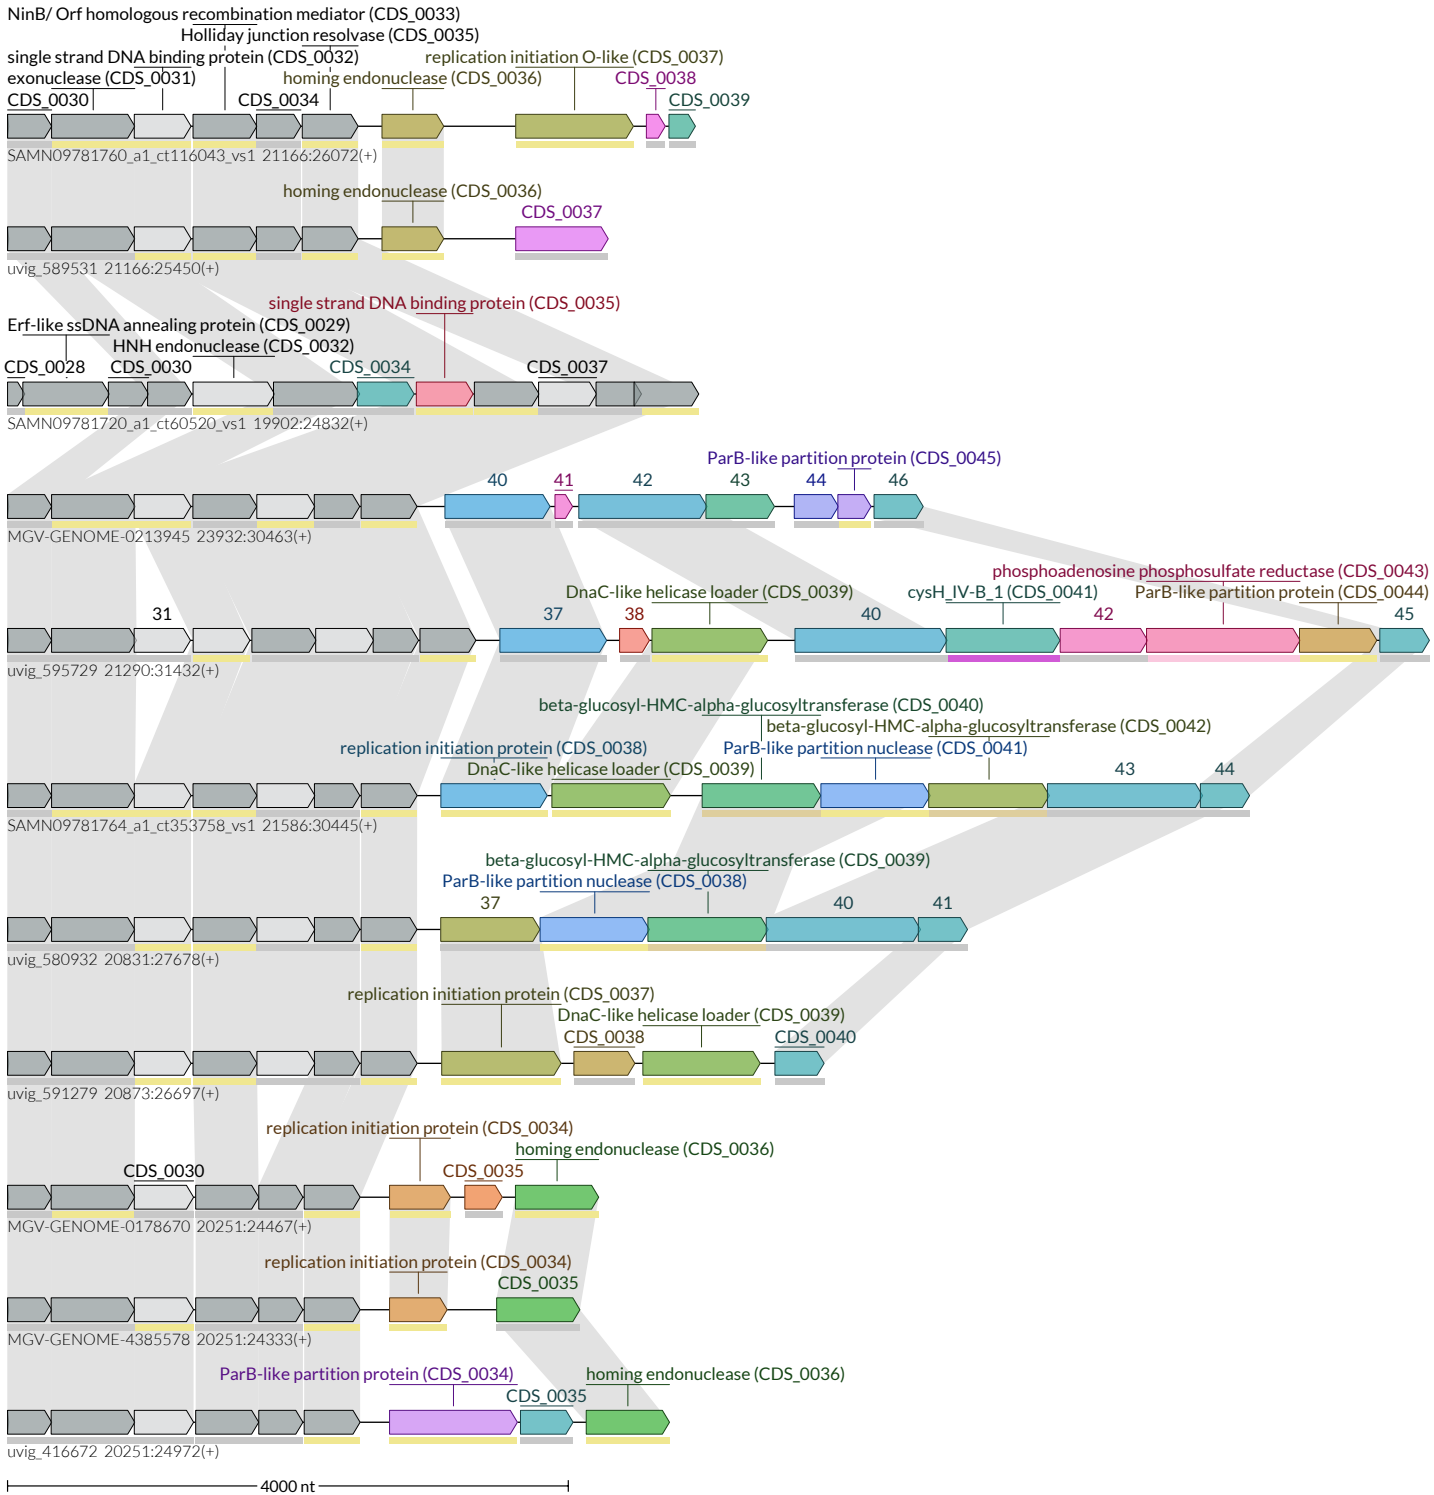 NinB/ Orf homologous recombination mediator (CDS_0033)
Holliday junction resolvase (CDS_0035)
single strand DNA binding protein (CDS_0032)
replication initiation O-like (CDS_0037)
exonuclease (CDS_0031)
homing endonuclease (CDS_0036)
CDS_0038
CDS_0030
CDS_0034
CDS_0039
SAMN09781760_a1_ct116043_vs1 21166:26072(+)
homing endonuclease (CDS_0036)
CDS_0037
uvig_589531 21166:25450(+)
single strand DNA binding protein (CDS_0035)
Erf-like ssDNA annealing protein (CDS_0029)
HNH endonuclease (CDS_0032)
CDS_0028
CDS_0030
CDS_0034
CDS_0037
SAMN09781720_a1_ct60520_vs1 19902:24832(+)
ParB-like partition protein (CDS_0045)
40
41
42
43
44
46
MGV-GENOME-0213945 23932:30463(+)
phosphoadenosine phosphosulfate reductase (CDS_0043)
DnaC-like helicase loader (CDS_0039)
cysH_IV-B_1 (CDS_0041)
ParB-like partition protein (CDS_0044)
31
37
38
40
42
45
uvig_595729 21290:31432(+)
beta-glucosyl-HMC-alpha-glucosyltransferase (CDS_0040)
beta-glucosyl-HMC-alpha-glucosyltransferase (CDS_0042)
replication initiation protein (CDS_0038)
ParB-like partition nuclease (CDS_0041)
DnaC-like helicase loader (CDS_0039)
43
44
SAMN09781764_a1_ct353758_vs1 21586:30445(+)
beta-glucosyl-HMC-alpha-glucosyltransferase (CDS_0039)
ParB-like partition nuclease (CDS_0038)
37
40
41
uvig_580932 20831:27678(+)
replication initiation protein (CDS_0037)
DnaC-like helicase loader (CDS_0039)
CDS_0038
CDS_0040
uvig_591279 20873:26697(+)
replication initiation protein (CDS_0034)
homing endonuclease (CDS_0036)
CDS_0030
CDS_0035
MGV-GENOME-0178670 20251:24467(+)
replication initiation protein (CDS_0034)
CDS_0035
MGV-GENOME-4385578 20251:24333(+)
ParB-like partition protein (CDS_0034)
homing endonuclease (CDS_0036)
CDS_0035
uvig_416672 20251:24972(+)
4000 nt